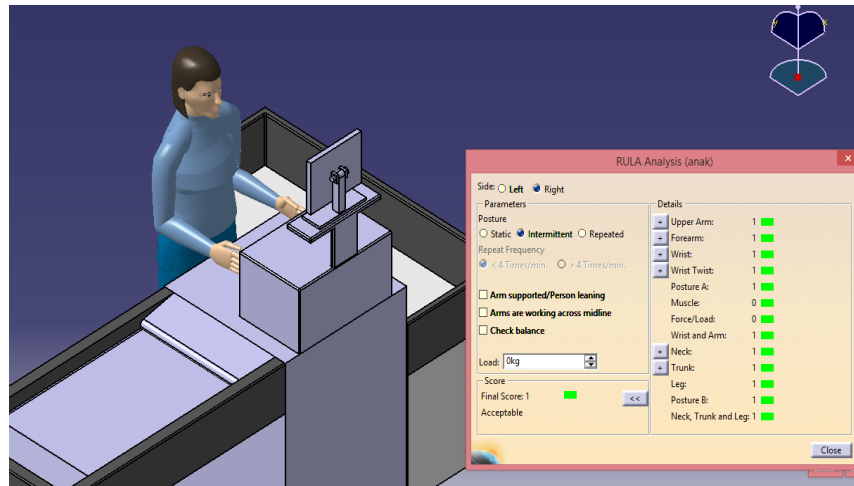 RULA Analysis (anak)
x
Side: Left Right
Parameters
Posture
Static Intermittent Repeated
Repeat Frequency
< 4 Times/min. > 4 Times/min.
Arm supported/Person leaning
Arms are working across midline
Check balance
Load: 0kg
Score
Final Score: 1
<<
Acceptable
Details
+ Upper Arm: 1
+ Forearm: 1
+ Wrist: 1
+ Wrist Twist: 1
Posture A: 1
Muscle: 0
Force/Load: 0
Wrist and Arm: 1
+ Neck: 1
+ Trunk: 1
Leg: 1
Posture B: 1
Neck, Trunk and Leg: 1
Close
y
x